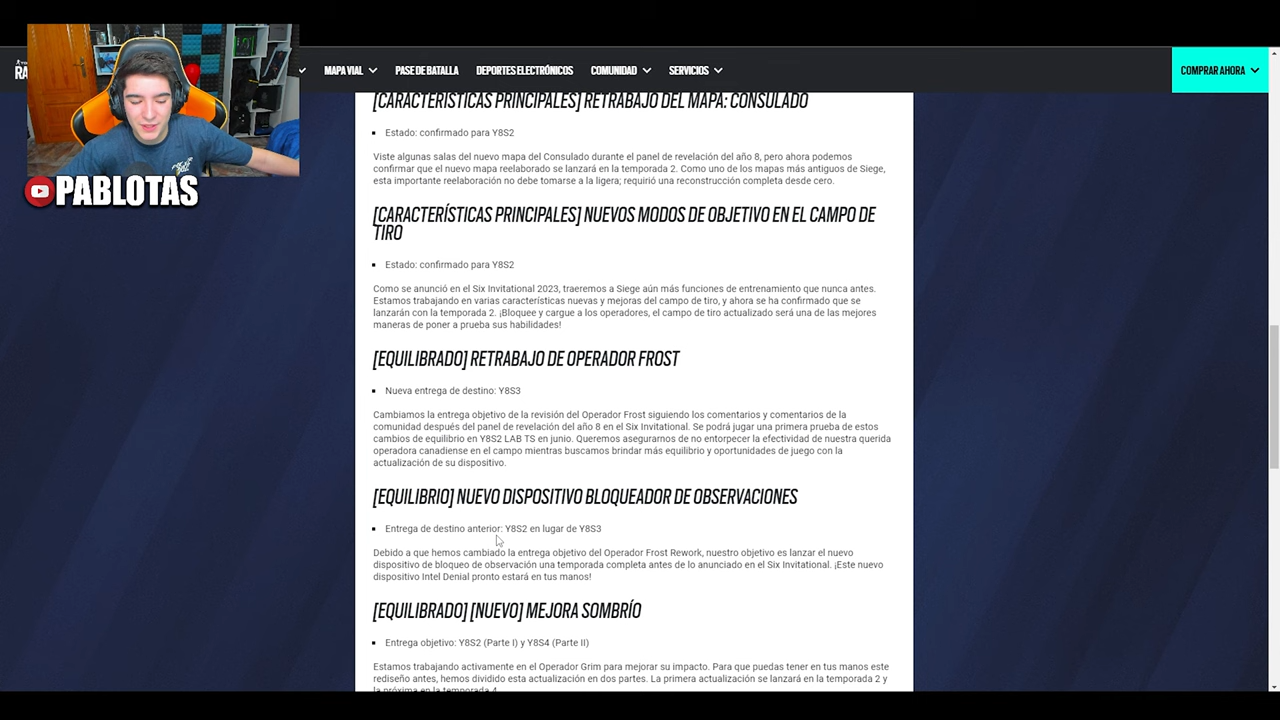 RA
MAPA VIAL
PASE DE BATALLA
DEPORTES ELECTRÓNICOS
COMUNIDAD
SERVICIOS
COMPRAR AHORA
PABLOTAS
[CARACTERÍSTICAS PRINCIPALES] RETRABAJO DEL MAPA: CONSULADO
Estado: confirmado para Y8S2
Viste algunas salas del nuevo mapa del Consulado durante el panel de revelación del año 8, pero ahora podemos
confirmar que el nuevo mapa reelaborado se lanzará en la temporada 2. Como uno de los mapas más antiguos de Siege,
esta importante reelaboración no debe tomarse a la ligera; requirió una reconstrucción completa desde cero.
[CARACTERÍSTICAS PRINCIPALES] NUEVOS MODOS DE OBJETIVO EN EL CAMPO DE
TIRO
Estado: confirmado para Y8S2
Como se anunció en el Six Invitational 2023, traeremos a Siege aún más funciones de entrenamiento que nunca antes.
Estamos trabajando en varias características nuevas y mejoras del campo de tiro, y ahora se ha confirmado que se
lanzarán con la temporada 2. ¡Bloquee y cargue a los operadores, el campo de tiro actualizado será una de las mejores
maneras de poner a prueba sus habilidades!
[EQUILIBRADO] RETRABAJO DE OPERADOR FROST
Nueva entrega de destino: Y8S3
Cambiamos la entrega objetivo de la revisión del Operador Frost siguiendo los comentarios y comentarios de la
comunidad después del panel de revelación del año 8 en el Six Invitational. Se podrá jugar una primera prueba de estos
cambios de equilibrio en Y8S2 LAB TS en junio. Queremos asegurarnos de no entorpecer la efectividad de nuestra querida
operadora canadiense en el campo mientras buscamos brindar más equilibrio y oportunidades de juego con la
actualización de su dispositivo.
[EQUILIBRIO] NUEVO DISPOSITIVO BLOQUEADOR DE OBSERVACIONES
Entrega de destino anterior: Y8S2 en lugar de Y8S3
Debido a que hemos cambiado la entrega objetivo del Operador Frost Rework, nuestro objetivo es lanzar el nuevo
dispositivo de bloqueo de observación una temporada completa antes de lo anunciado en el Six Invitational. ¡Este nuevo
dispositivo Intel Denial pronto estará en tus manos!
[EQUILIBRADO] [NUEVO] MEJORA SOMBRÍO
Entrega objetivo: Y8S2 (Parte I) y Y8S4 (Parte II)
Estamos trabajando activamente en el Operador Grim para mejorar su impacto. Para que puedas tener en tus manos este
rediseño antes, hemos dividido esta actualización en dos partes. La primera actualización se lanzará en la temporada 2 y
la próxima en la temporada 4.